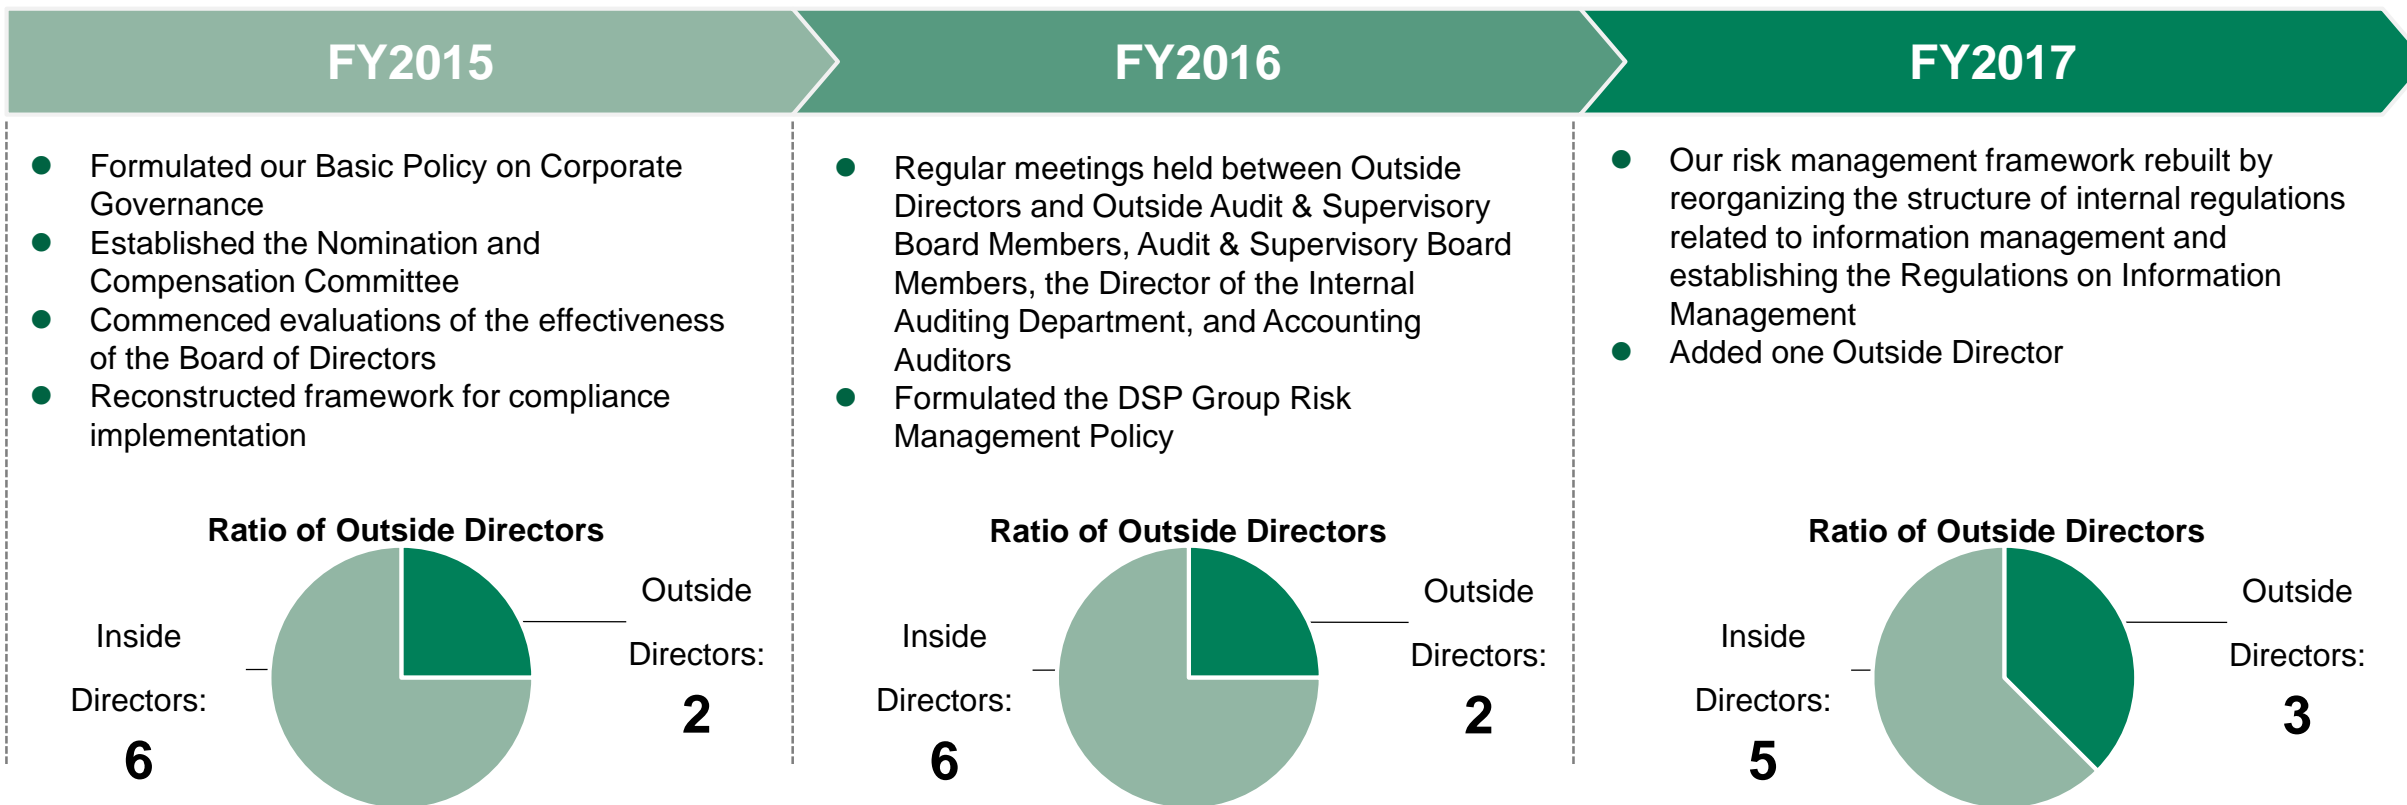 FY2015
FY2016
FY2017
● Formulated our Basic Policy on Corporate
Governance
● Established the Nomination and
Compensation Committee
● Commenced evaluations of the effectiveness
of the Board of Directors
● Reconstructed framework for compliance
implementation
● Regular meetings held between Outside
Directors and Outside Audit & Supervisory
Board Members, Audit & Supervisory Board
Members, the Director of the Internal
Auditing Department, and Accounting
Auditors
● Formulated the DSP Group Risk
Management Policy
● Our risk management framework rebuilt by
reorganizing the structure of internal regulations
related to information management and
establishing the Regulations on Information
Management
● Added one Outside Director
Ratio of Outside Directors
Inside
Directors:
6
Outside
Directors:
2
Ratio of Outside Directors
Inside
Directors:
6
Outside
Directors:
2
Ratio of Outside Directors
Inside
Directors:
5
Outside
Directors:
3